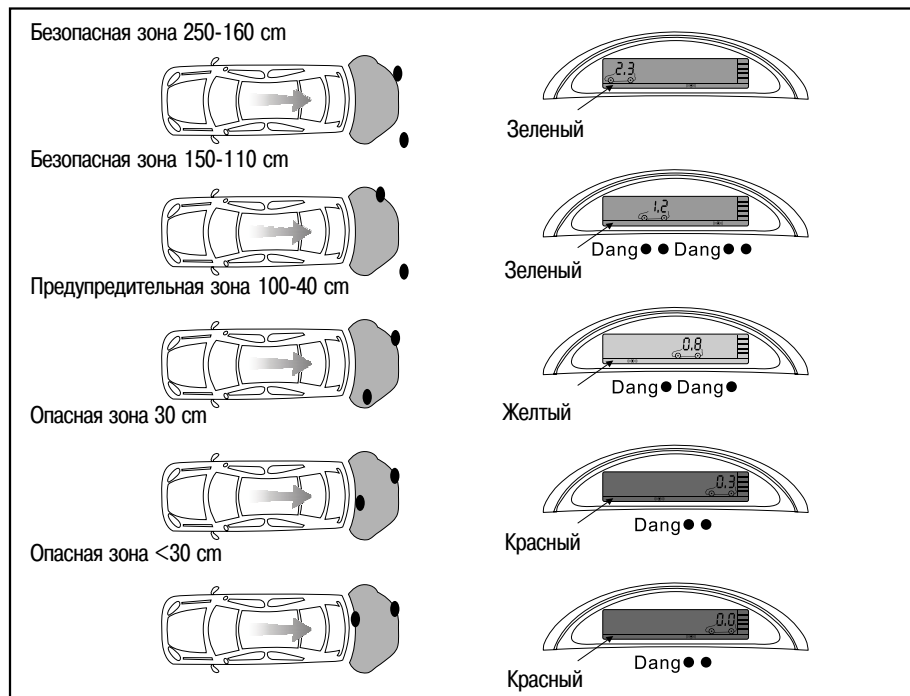 Безопасная зона 250-160 cm
2.3
Зеленый
Безопасная зона 150-110 cm
1.2
Dang●● Dang●●
Зеленый
Предупредительная зона 100-40 cm
0.8
Dang● Dang●
Желтый
Опасная зона 30 cm
0.3
Dang●●
Красный
Опасная зона <30 cm
0.0
Dang●●
Красный